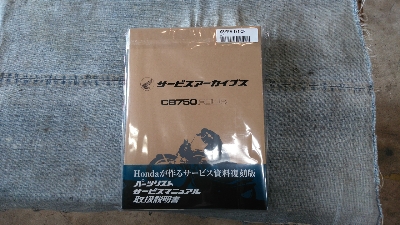 サービスアーカイブス
CB750
Hondaが作るサービス資料復刻版
パーツリスト
サービスマニュアル
取扱説明書